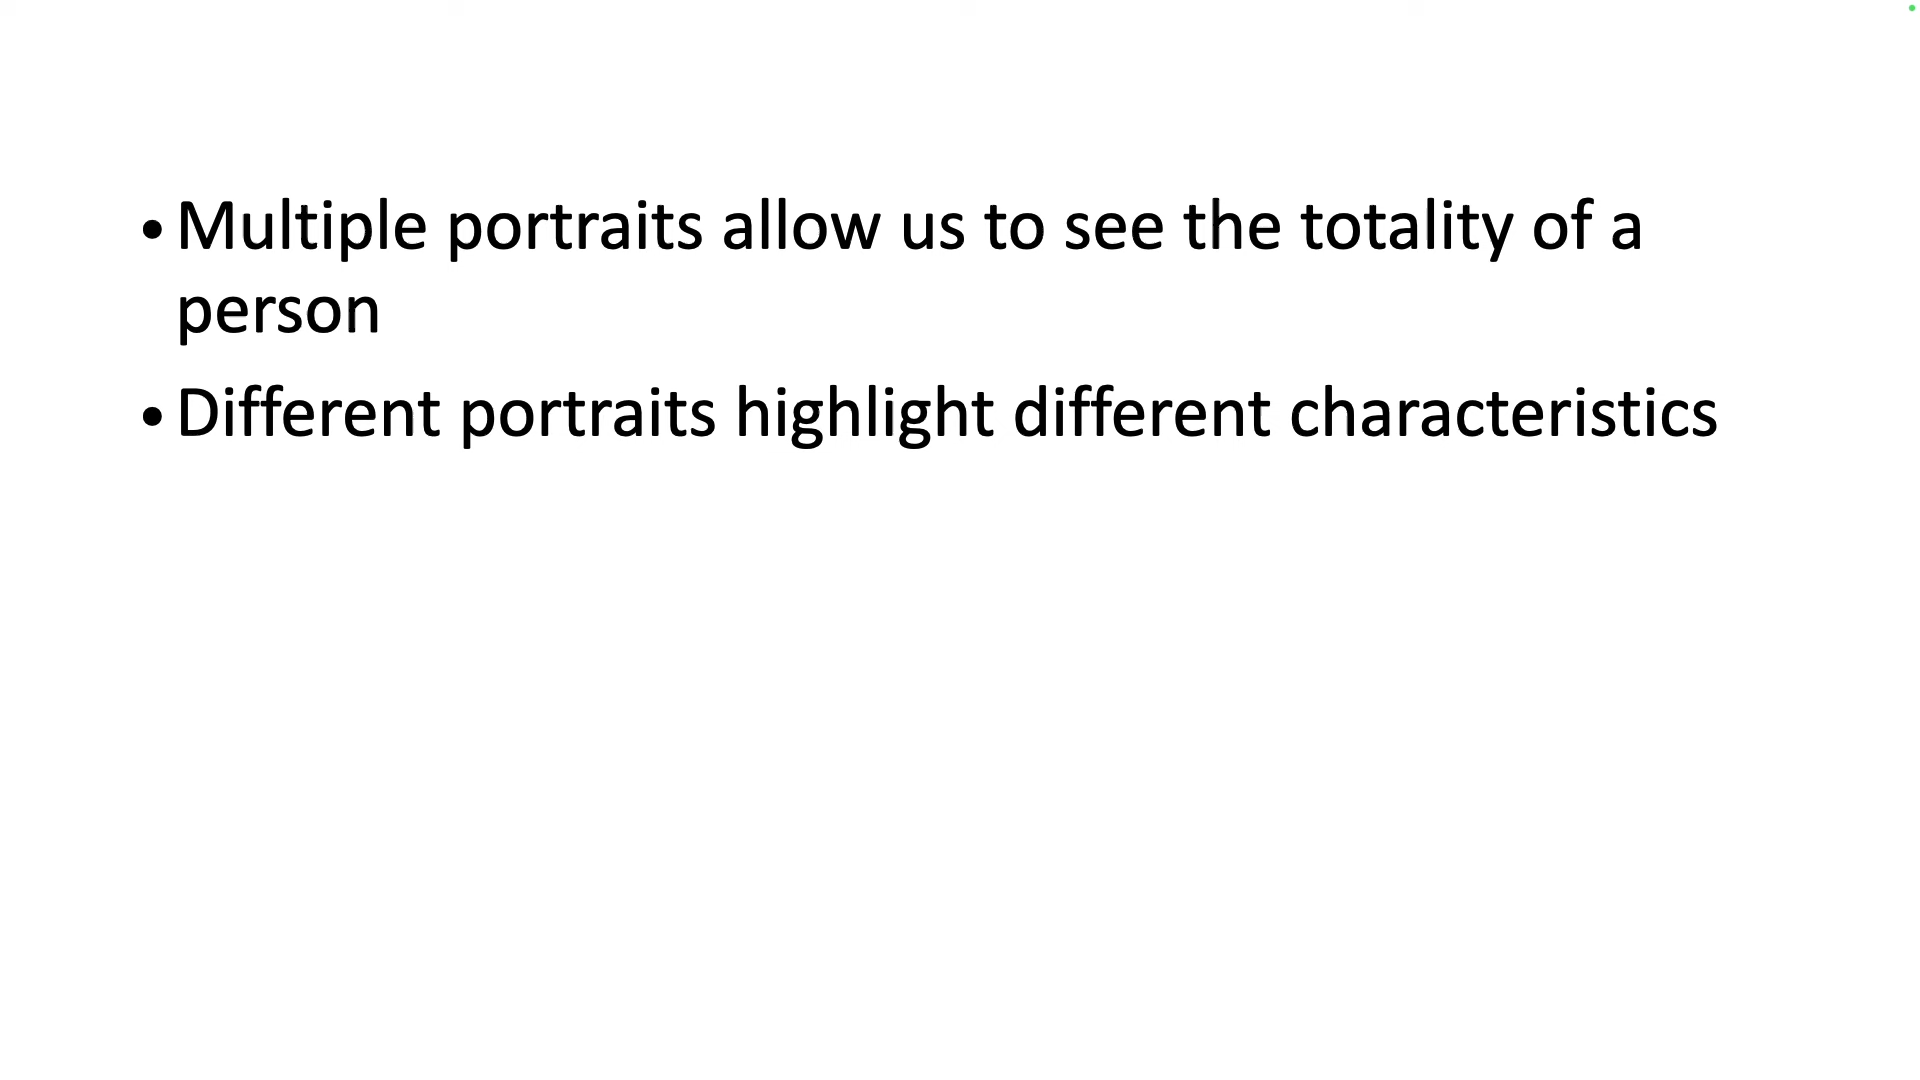 • Multiple portraits allow us to see the totality of a
person
• Different portraits highlight different characteristics